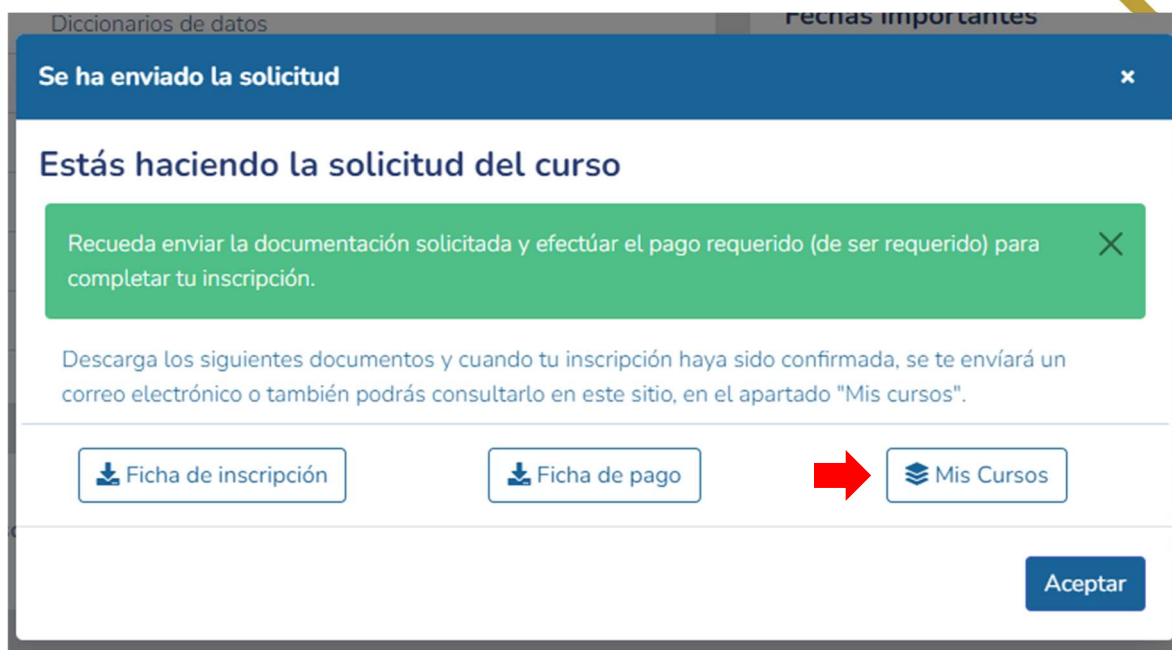 Diccionarios de datos
Fechas importantes
Se ha enviado la solicitud
Estás haciendo la solicitud del curso
Recueda enviar la documentación solicitada y efectúar el pago requerido (de ser requerido) para
completar tu inscripción.
Descarga los siguientes documentos y cuando tu inscripción haya sido confirmada, se te envíará un
correo electrónico o también podrás consultarlo en este sitio, en el apartado "Mis cursos".
Ficha de inscripción
Ficha de pago
Mis Cursos
Aceptar